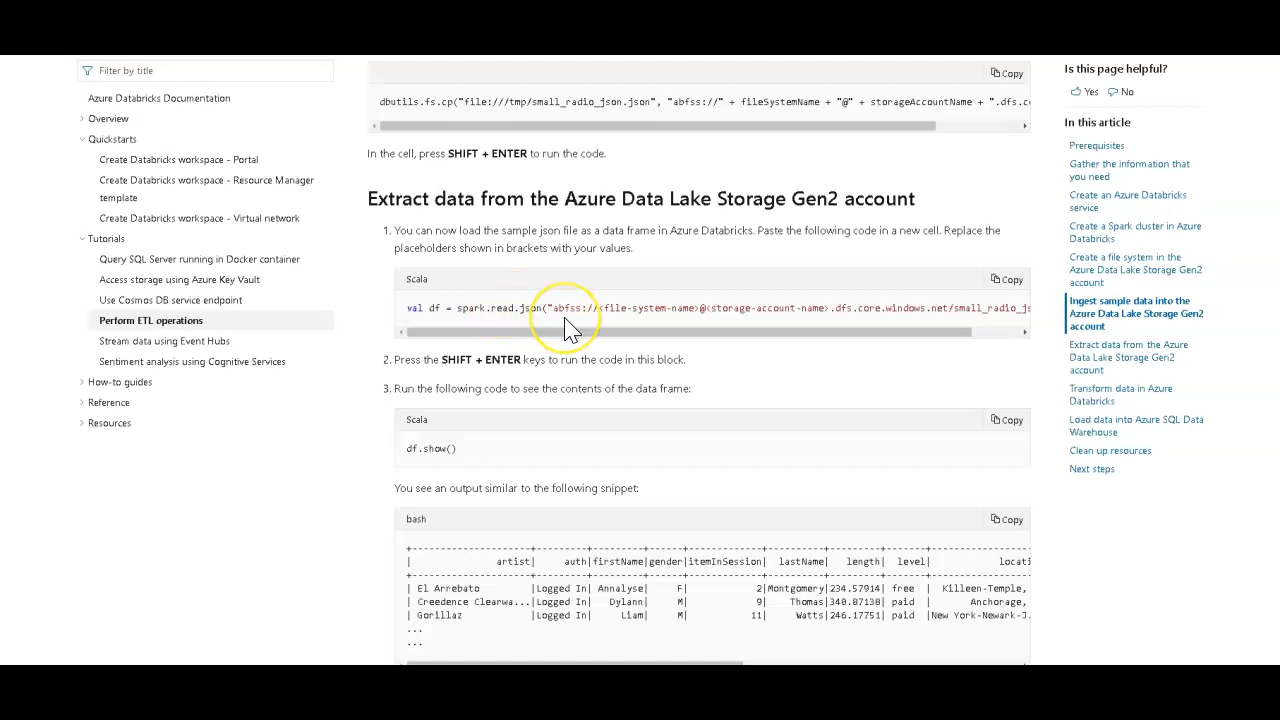 Filter by title
Azure Databricks Documentation
Overview
Quickstarts
Create Databricks workspace - Portal
Create Databricks workspace - Resource Manager
template
Create Databricks workspace - Virtual network
Tutorials
Query SQL Server running in Docker container
Access storage using Azure Key Vault
Use Cosmos DB service endpoint
Perform ETL operations
Stream data using Event Hubs
Sentiment analysis using Cognitive Services
How-to guides
Reference
Resources
Copy
dbutils.fs.cp("file:///tmp/small_radio_json.json", "abfss://" + fileSystemName + "@" + storageAccountName + ".dfs.co
In the cell, press SHIFT + ENTER to run the code.
Extract data from the Azure Data Lake Storage Gen2 account
1. You can now load the sample json file as a data frame in Azure Databricks. Paste the following code in a new cell. Replace the
placeholders shown in brackets with your values.
Scala
Copy
val df = spark.read.json("abfss://<file-system-name>@<storage-account-name>.dfs.core.windows.net/small_radio_js
2. Press the SHIFT + ENTER keys to run the code in this block.
3. Run the following code to see the contents of the data frame:
Scala
Copy
df.show()
You see an output similar to the following snippet:
bash
Copy
+---------------------+---------+---------+------+-------------+----------+---------+-------+--------------------
| artist| auth|firstName|gender|itemInSession| lastName| length| level| locati
+---------------------+---------+---------+------+-------------+----------+---------+-------+--------------------
| El Arrebato |Logged In| Annalyse| F| 2|Montgomery|234.57914| free | Killeen-Temple,
| Creedence Clearwa...|Logged In| Dylann| M| 9| Thomas|340.87138| paid | Anchorage,
| Gorillaz |Logged In| Liam| M| 11| Watts|246.17751| paid |New York-Newark-J.
...
...
Is this page helpful?
Yes No
In this article
Prerequisites
Gather the information that
you need
Create an Azure Databricks
service
Create a Spark cluster in Azure
Databricks
Create a file system in the
Azure Data Lake Storage Gen2
account
Ingest sample data into the
Azure Data Lake Storage Gen2
account
Extract data from the Azure
Data Lake Storage Gen2
account
Transform data in Azure
Databricks
Load data into Azure SQL Data
Warehouse
Clean up resources
Next steps